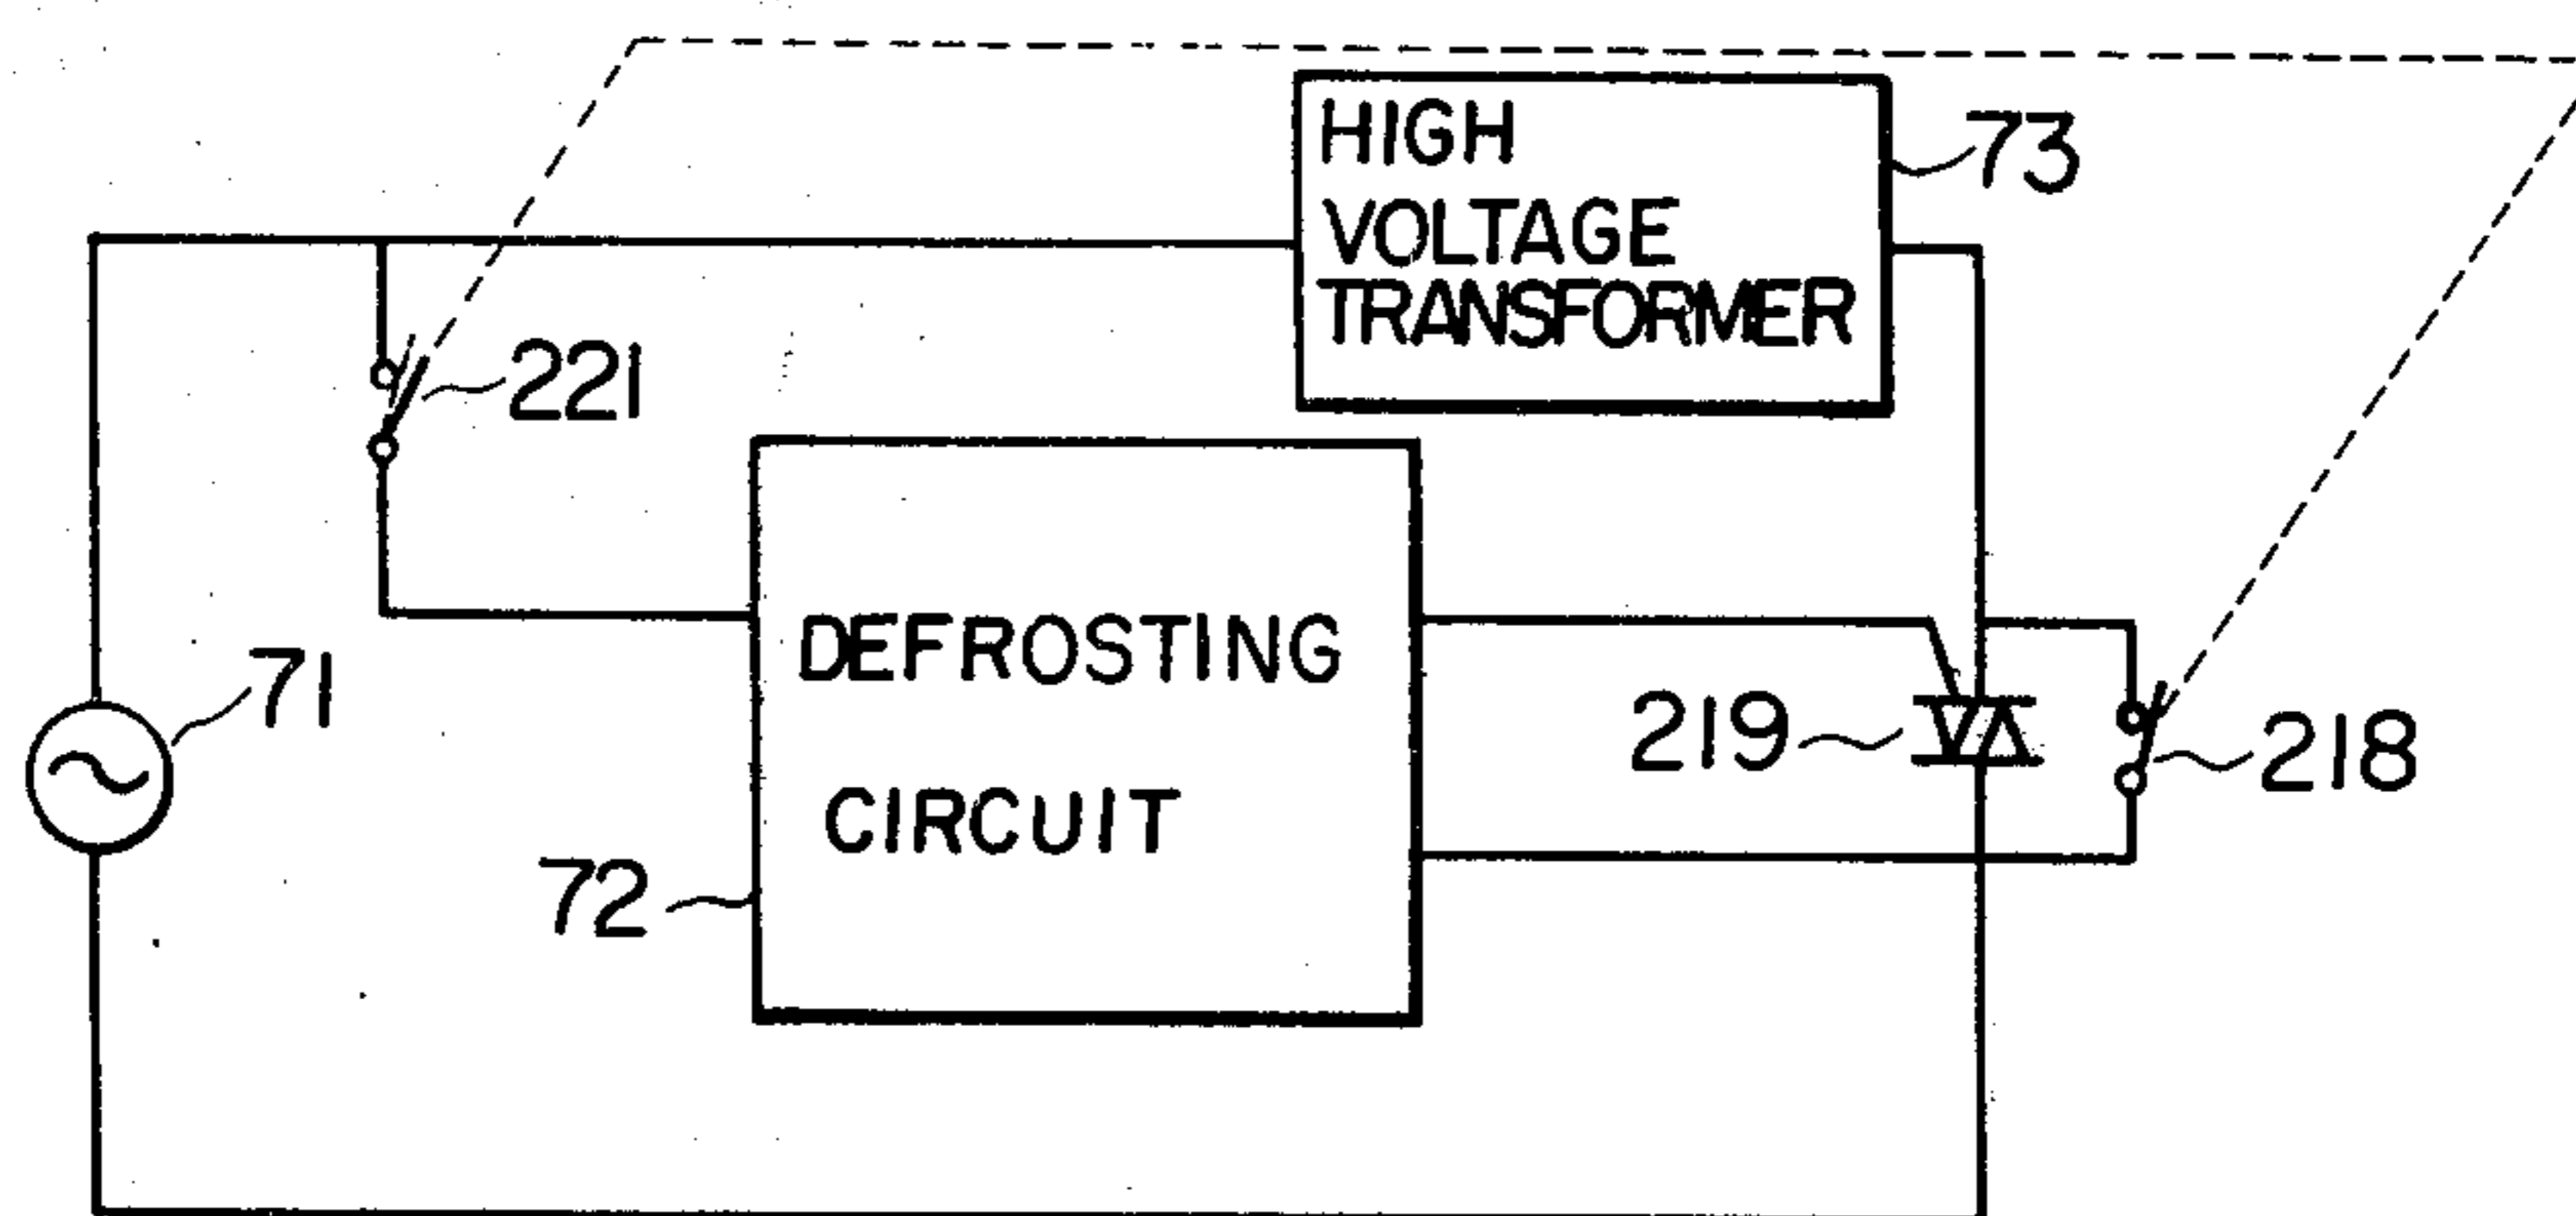 HIGH
VOLTAGE
TRANSFORMER
73
221
DEFROSTING
CIRCUIT
71
72
219
218